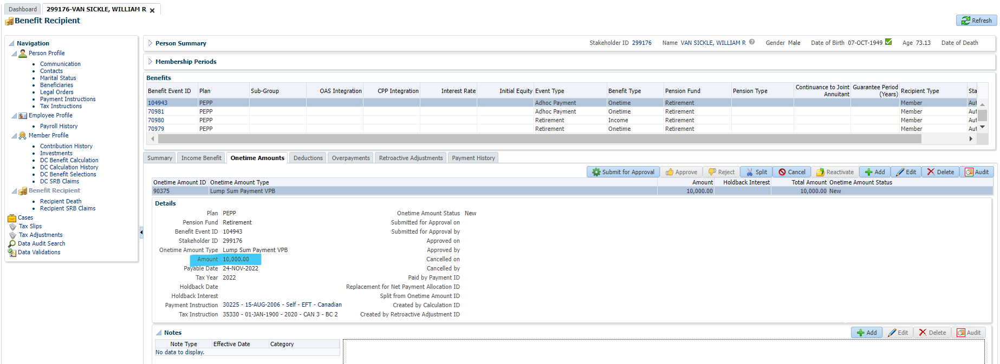 Dashboard 299176-VAN SICKLE, WILLIAM R
Benefit Recipient
Refresh
Navigation
Person Profile
Communication
Contacts
Marital Status
Beneficiaries
Legal Orders
Payment Instructions
Tax Instructions
Employee Profile
Payroll History
Member Profile
Contribution History
Investments
DC Benefit Calculation
DC Calculation History
DC Benefit Selections
DC SRB Claims
Benefit Recipient
Recipient Death
Recipient SRB Claims
Cases
Tax Slips
Tax Adjustments
Data Audit Search
Data Validations
Person Summary Stakeholder ID 299176 Name VAN SICKLE, WILLIAM R Gender Male Date of Birth 07-OCT-1949 Age 73.13 Date of Death
Membership Periods
Benefits
Benefit Event ID Plan Sub-Group OAS Integration CPP Integration Interest Rate Initial Equity Event Type Benefit Type Pension Fund Pension Type Continuance to Joint Annuitant Guarantee Period (Years) Recipient Type Sta
104943 PEPP Adhoc Payment Onetime Retirement Member Aut
70981 PEPP Adhoc Payment Onetime Retirement Member Aut
70980 PEPP Retirement Income Retirement Member Aut
70979 PEPP Retirement Onetime Retirement Member Aut
Summary Income Benefit Onetime Amounts Deductions Overpayments Retroactive Adjustments Payment History
Submit for Approval Approve Reject Split Cancel Reactivate Add Edit Delete Audit
Onetime Amount ID Onetime Amount Type Amount Holdback Interest Total Amount Onetime Amount Status
90375 Lump Sum Payment VPB 10,000.00 10,000.00 New
Details
Plan PEPP
Pension Fund Retirement
Benefit Event ID 104943
Stakeholder ID 299176
Onetime Amount Type Lump Sum Payment VPB
Amount 10,000.00
Payable Date 24-NOV-2022
Tax Year 2022
Holdback Date
Holdback Interest
Payment Instruction 30225 - 15-AUG-2006 - Self - EFT - Canadian
Tax Instruction 35330 - 01-JAN-1900 - 2020 - CAN 3 - BC 2
Onetime Amount Status New
Submitted for Approval on
Submitted for Approval by
Approved on
Approved by
Cancelled on
Cancelled by
Paid by Payment ID
Replacement for Net Payment Allocation ID
Split from Onetime Amount ID
Created by Calculation ID
Created by Retroactive Adjustment ID
Notes
Add Edit Delete Audit
Note Type Effective Date Category
No data to display.